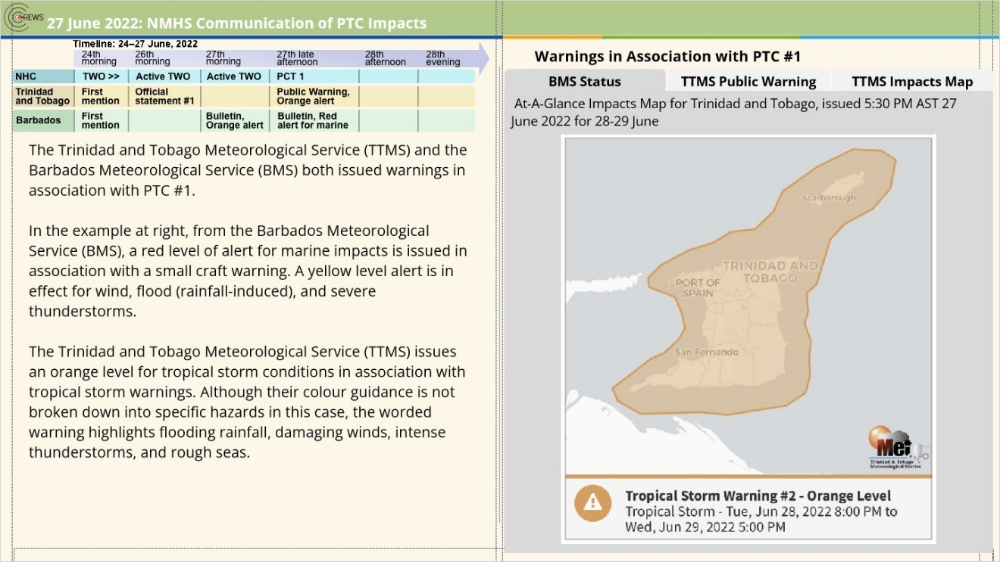 CREWS
27 June 2022: NMHS Communication of PTC Impacts
Timeline: 24–27 June, 2022
24th morning 26th morning 27th morning 27th late afternoon 28th afternoon 28th evening
NHC TWO >> Active TWO Active TWO PCT 1
Trinidad and Tobago First mention Official statement #1 Public Warning, Orange alert
Barbados First mention Bulletin, Orange alert Bulletin, Red alert for marine
The Trinidad and Tobago Meteorological Service (TTMS) and the
Barbados Meteorological Service (BMS) both issued warnings in
association with PTC #1.
In the example at right, from the Barbados Meteorological
Service (BMS), a red level of alert for marine impacts is issued in
association with a small craft warning. A yellow level alert is in
effect for wind, flood (rainfall-induced), and severe
thunderstorms.
The Trinidad and Tobago Meteorological Service (TTMS) issues
an orange level for tropical storm conditions in association with
tropical storm warnings. Although their colour guidance is not
broken down into specific hazards in this case, the worded
warning highlights flooding rainfall, damaging winds, intense
thunderstorms, and rough seas.
Warnings in Association with PTC #1
BMS Status TTMS Public Warning TTMS Impacts Map
At-A-Glance Impacts Map for Trinidad and Tobago, issued 5:30 PM AST 27
June 2022 for 28-29 June
Scarborough
TRINIDAD AND
TOBAGO
PORT OF
SPAIN
San Fernando
Met
Trinidad & Tobago
Meteorological Service
Tropical Storm Warning #2 - Orange Level
Tropical Storm - Tue, Jun 28, 2022 8:00 PM to
Wed, Jun 29, 2022 5:00 PM